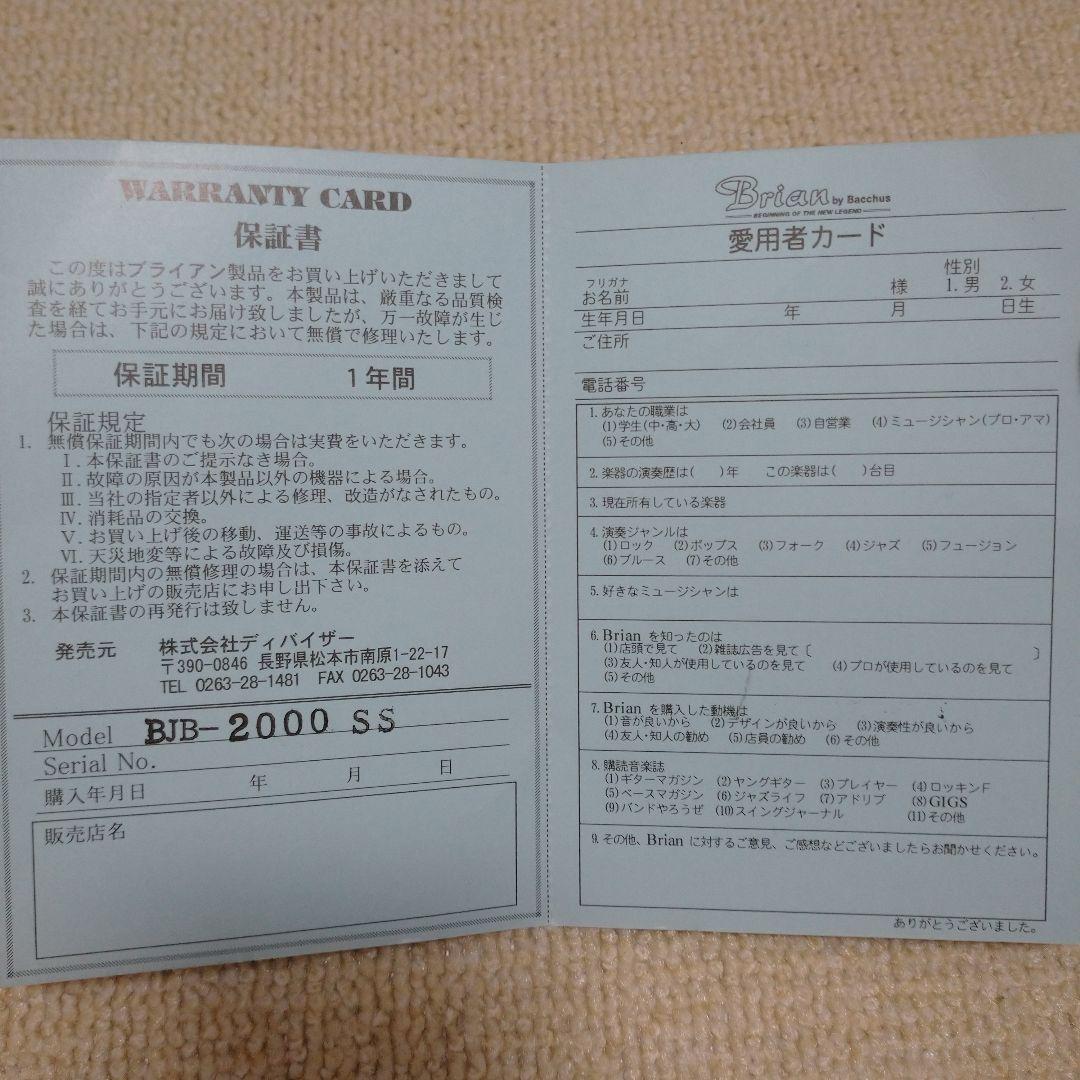 WARRANTY CARD
保証書
この度はブライアン製品をお買い上げいただきまして
誠にありがとうございます。本製品は、厳重なる品質検
査を経てお手元にお届け致しましたが、万一故障が生じ
た場合は、下記の規定において無償で修理いたします。
保証期間 1年間
保証規定
1. 無償保証期間内でも次の場合は実費をいただきます。
Ⅰ. 本保証書のご提示なき場合。
Ⅱ. 故障の原因が本製品以外の機器による場合。
Ⅲ. 当社の指定者以外による修理、改造がなされたもの。
Ⅳ. 消耗品の交換。
Ⅴ. お買い上げ後の移動、運送等の事故によるもの。
Ⅵ. 天災地変等による故障及び損傷。
2. 保証期間内の無償修理の場合は、本保証書を添えて
お買い上げの販売店にお申し出下さい。
3. 本保証書の再発行は致しません。
発売元 株式会社ディバイザー
〒390-0846 長野県松本市南原1-22-17
TEL 0263-28-1481 FAX 0263-28-1043
Model BJB-2000 SS
Serial No.
購入年月日 年 月 日
販売店名
Brian by Bacchus
BEGINNING OF THE NEW LEGEND
愛用者カード
フリガナ 性別
お名前 様 1. 男 2. 女
生年月日 年 月 日生
ご住所
電話番号
1. あなたの職業は
(1)学生(中・高・大) (2)会社員 (3)自営業 (4)ミュージシャン(プロ・アマ)
(5)その他
2. 楽器の演奏歴は( )年 この楽器は( )台目
3. 現在所有している楽器
4. 演奏ジャンルは
(1)ロック (2)ポップス (3)フォーク (4)ジャズ (5)フュージョン
(6)ブルース (7)その他
5. 好きなミュージシャンは
6. Brian を知ったのは
(1)店頭で見て (2)雑誌広告を見て〔 〕
(3)友人・知人が使用しているのを見て (4)プロが使用しているのを見て
(5)その他
7. Brian を購入した動機は
(1)音が良いから (2)デザインが良いから (3)演奏性が良いから
(4)友人・知人の勧め (5)店員の勧め (6)その他
8. 購読音楽誌
(1)ギターマガジン (2)ヤングギター (3)プレイヤー (4)ロッキンF
(5)ベースマガジン (6)ジャズライフ (7)アドリブ (8)GIGS
(9)バンドやろうぜ (10)スイングジャーナル (11)その他
9. その他、Brian に対するご意見、ご感想などございましたらお聞かせください。
ありがとうございました。